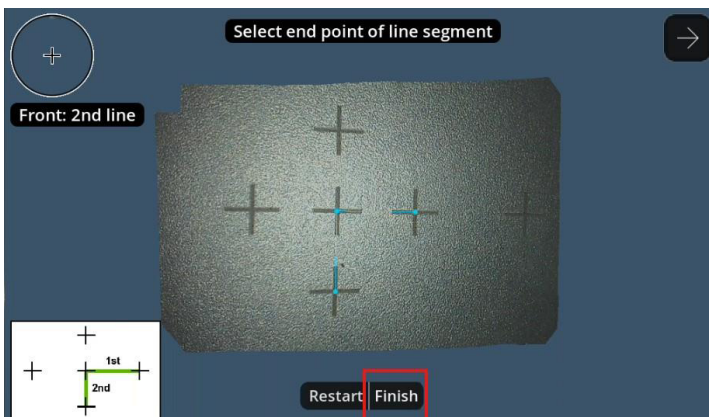 Select end point of line segment
Front: 2nd line
1st
2nd
Restart Finish